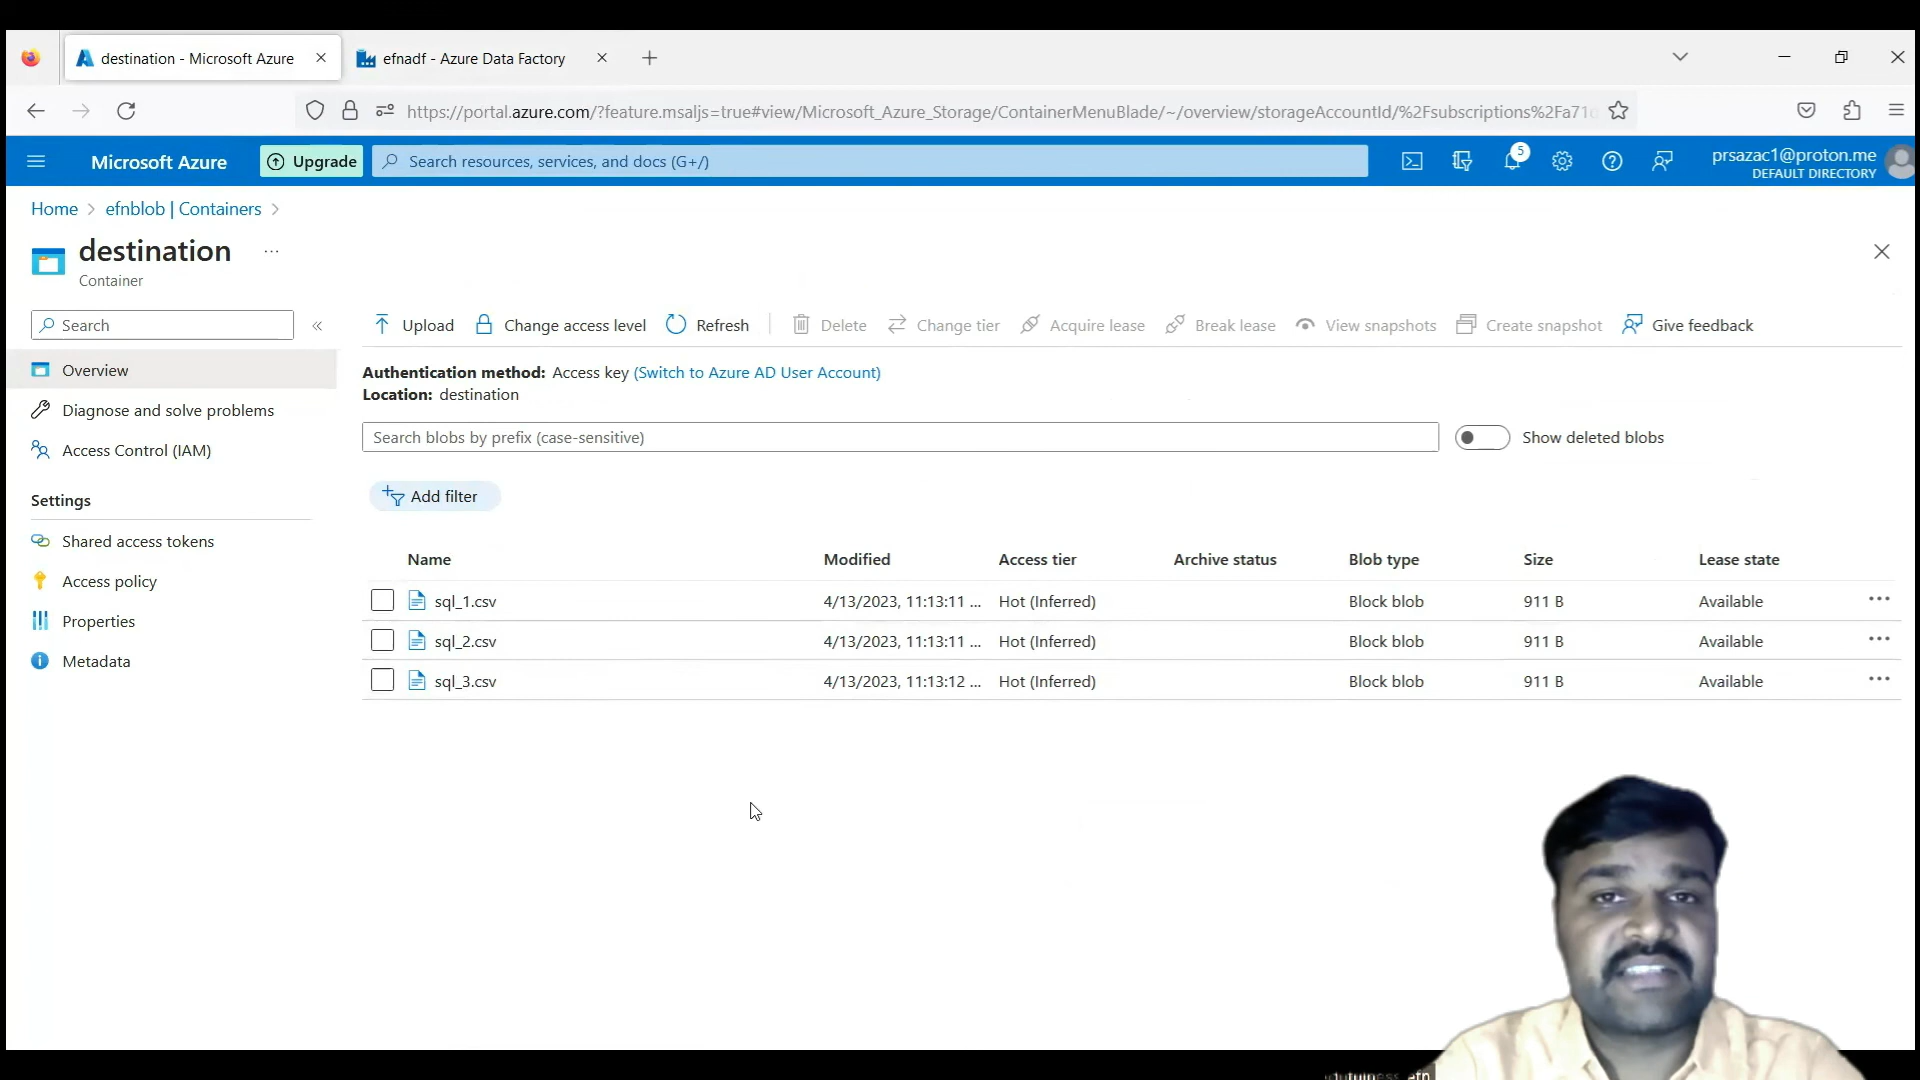 destination - Microsoft Azure
efnadf - Azure Data Factory
https://portal.azure.com/?feature.msaljs=true#view/Microsoft_Azure_Storage/ContainerMenuBlade/~/overview/storageAccountId/%2Fsubscriptions%2Fa71
Microsoft Azure
Upgrade
Search resources, services, and docs (G+/)
5
prsazac1@proton.me
DEFAULT DIRECTORY
Home > efnblob | Containers >
destination ...
Container
Search
«
Upload Change access level Refresh Delete Change tier Acquire lease Break lease View snapshots Create snapshot Give feedback
Overview
Diagnose and solve problems
Access Control (IAM)
Settings
Shared access tokens
Access policy
Properties
Metadata
Authentication method: Access key (Switch to Azure AD User Account)
Location: destination
Search blobs by prefix (case-sensitive)
Show deleted blobs
Add filter
Name Modified Access tier Archive status Blob type Size Lease state
sql_1.csv 4/13/2023, 11:13:11 ... Hot (Inferred) Block blob 911 B Available ...
sql_2.csv 4/13/2023, 11:13:11 ... Hot (Inferred) Block blob 911 B Available ...
sql_3.csv 4/13/2023, 11:13:12 ... Hot (Inferred) Block blob 911 B Available ...